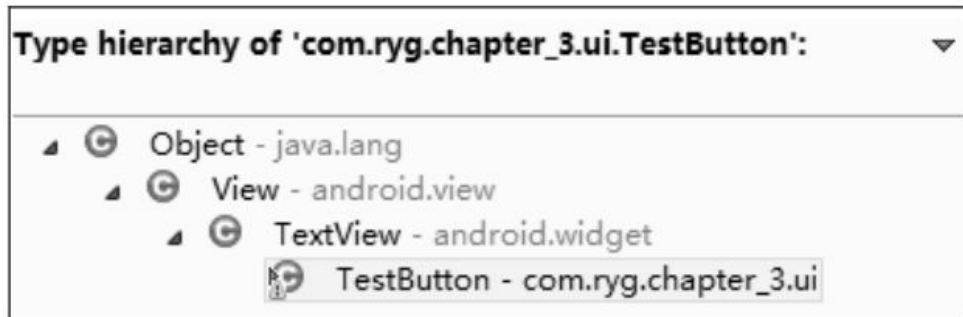 Type hierarchy of 'com.ryg.chapter_3.ui.TestButton':
Object - java.lang
View - android.view
TextView - android.widget
TestButton - com.ryg.chapter_3.ui